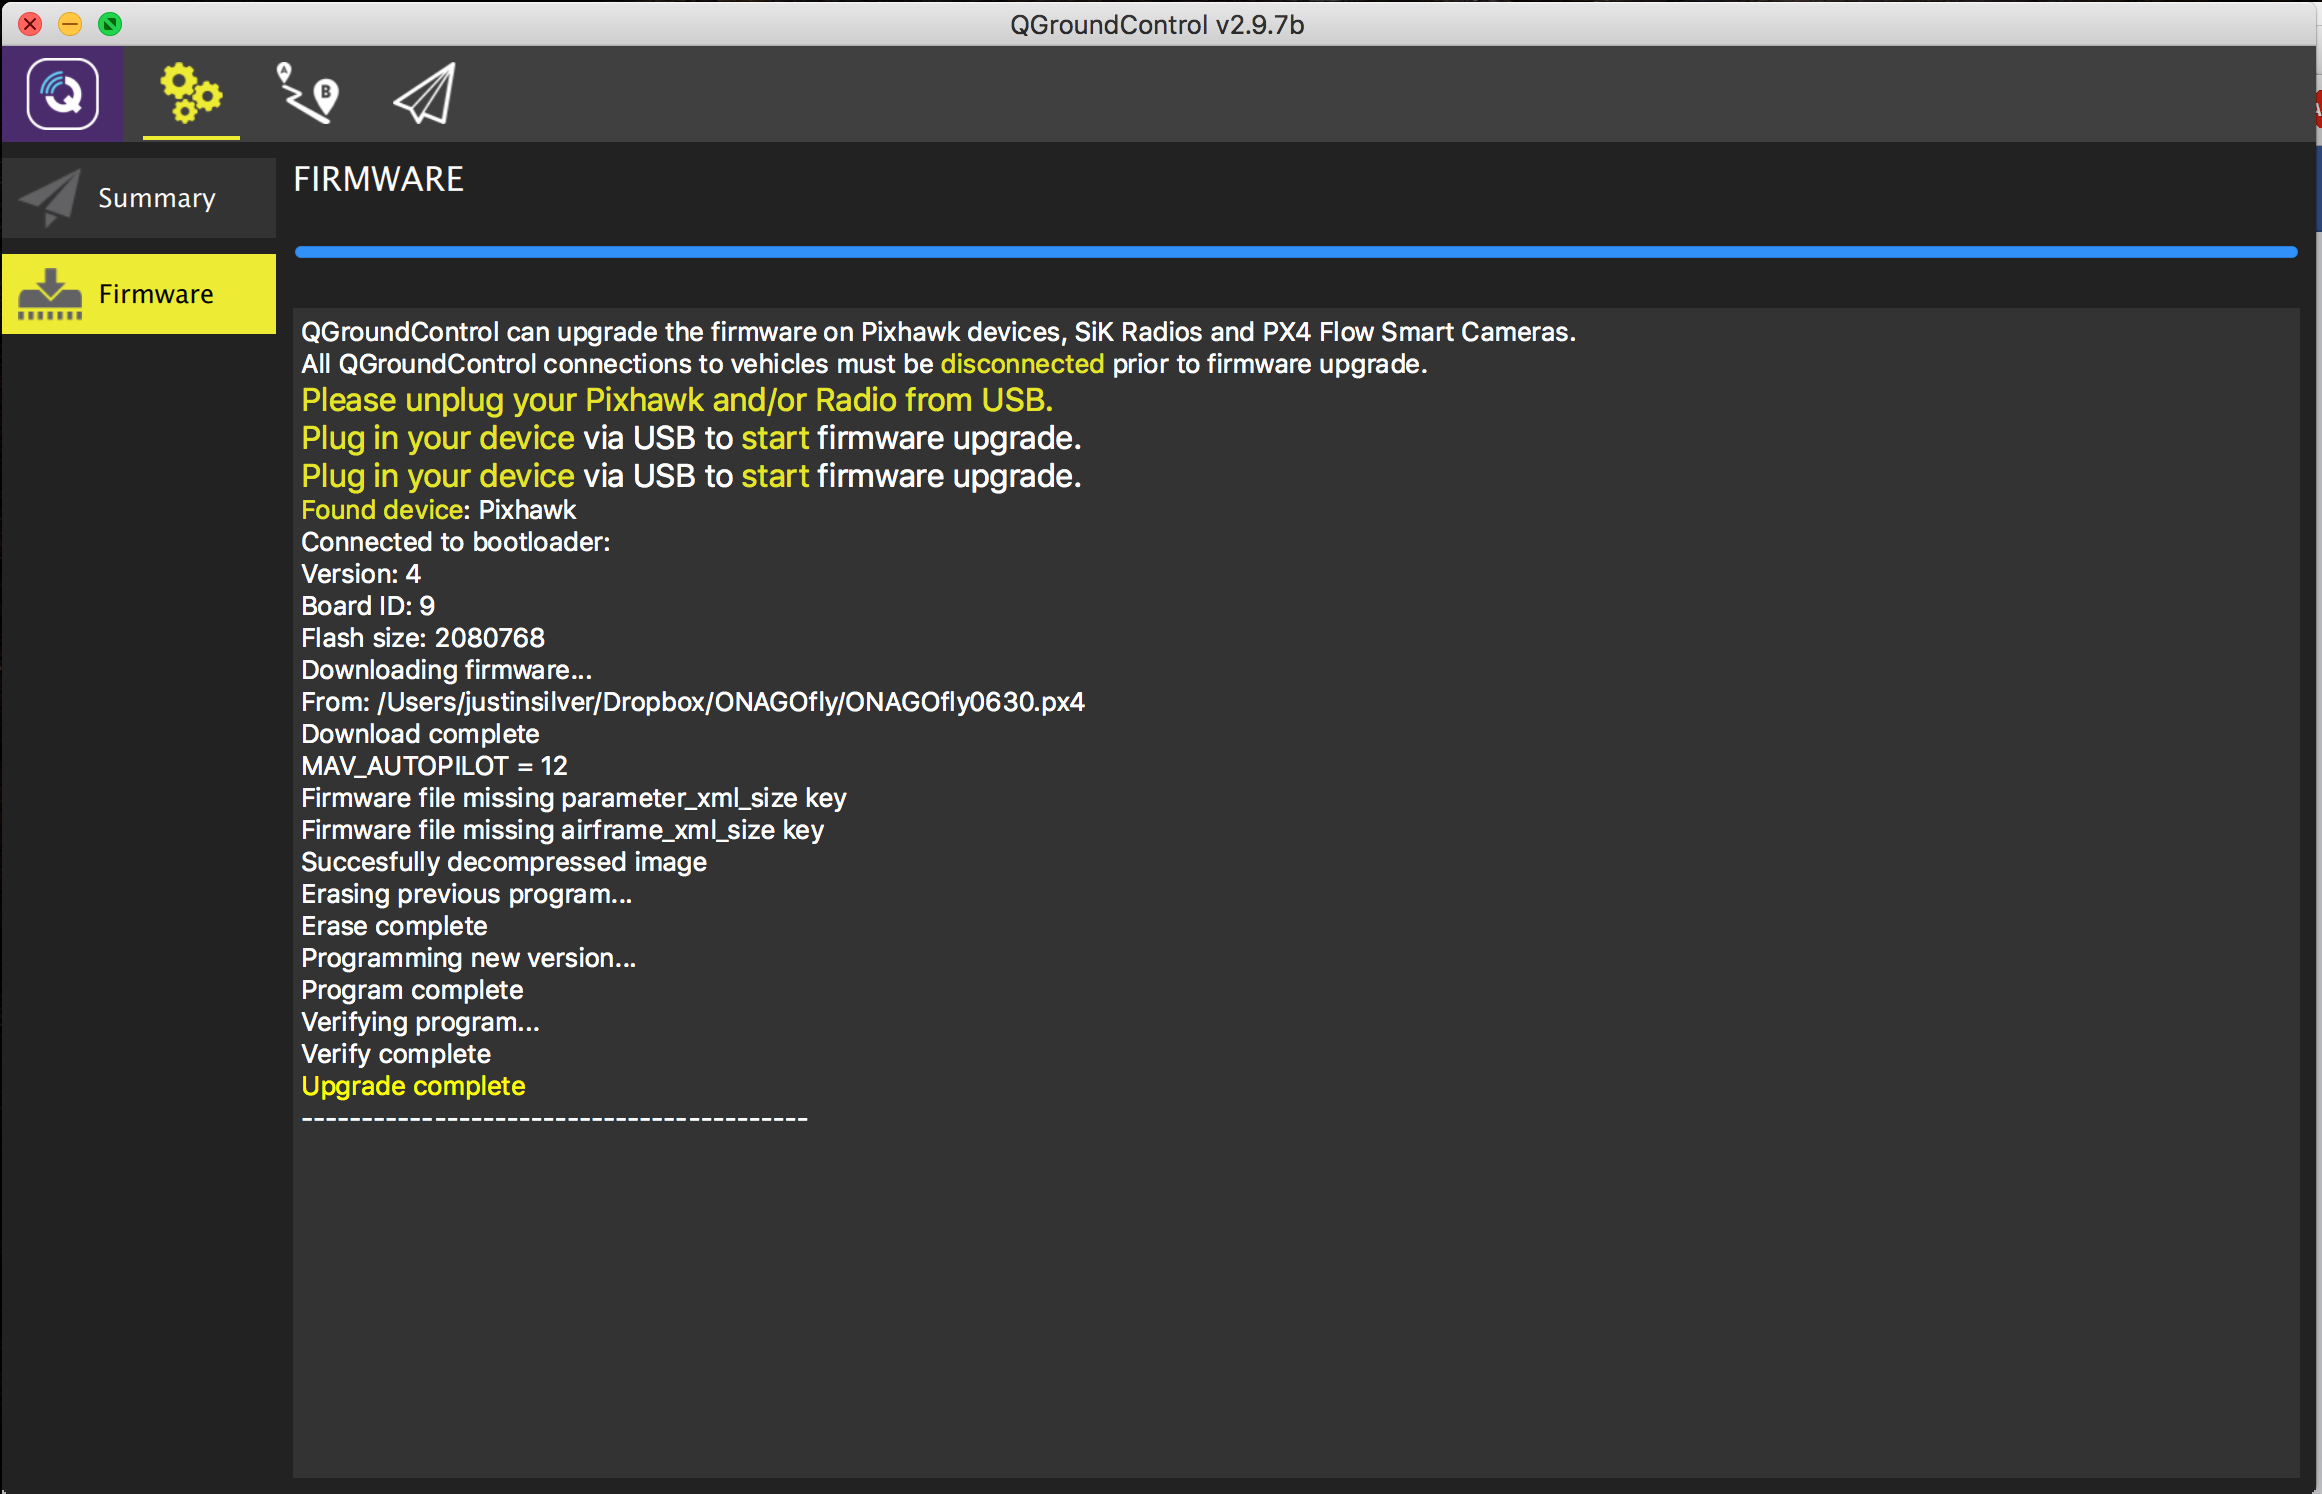 QGroundControl v2.9.7b
Summary
Firmware
FIRMWARE
QGroundControl can upgrade the firmware on Pixhawk devices, SiK Radios and PX4 Flow Smart Cameras.
All QGroundControl connections to vehicles must be disconnected prior to firmware upgrade.
Please unplug your Pixhawk and/or Radio from USB.
Plug in your device via USB to start firmware upgrade.
Plug in your device via USB to start firmware upgrade.
Found device: Pixhawk
Connected to bootloader:
Version: 4
Board ID: 9
Flash size: 2080768
Downloading firmware...
From: /Users/justinsilver/Dropbox/ONAGOfly/ONAGOfly0630.px4
Download complete
MAV_AUTOPILOT = 12
Firmware file missing parameter_xml_size key
Firmware file missing airframe_xml_size key
Succesfully decompressed image
Erasing previous program...
Erase complete
Programming new version...
Program complete
Verifying program...
Verify complete
Upgrade complete
------------------------------------------